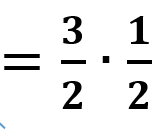 = 3/2 · 1/2